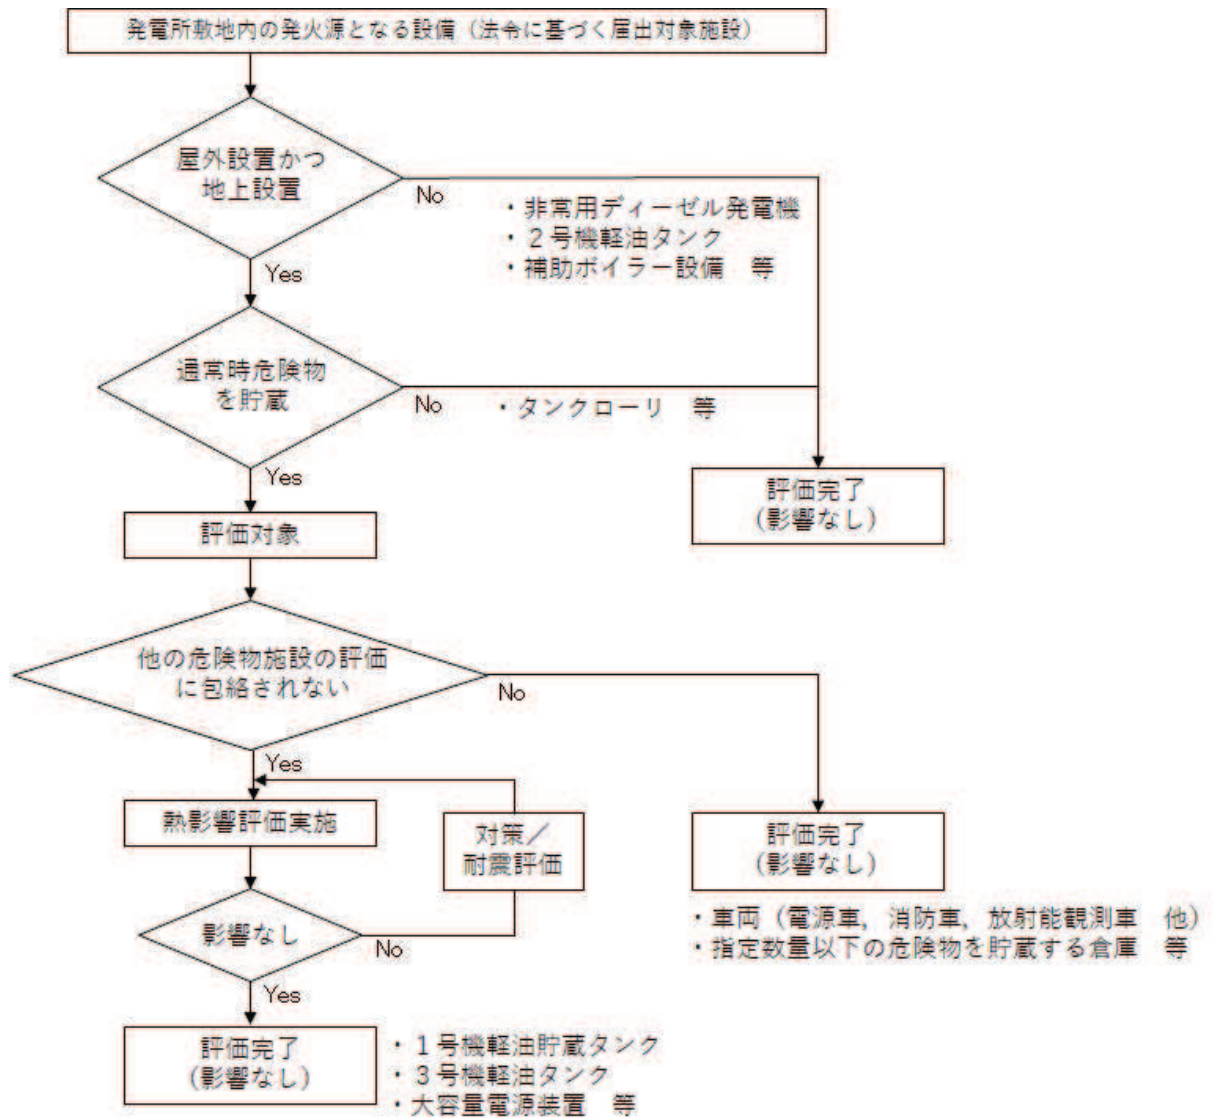 発電所敷地内の発火源となる設備（法令に基づく届出対象施設）
屋外設置かつ
地上設置
No
・非常用ディーゼル発電機
・２号機軽油タンク
・補助ボイラー設備　等
Yes
通常時危険物
を貯蔵
No
・タンクローリ　等
Yes
評価完了
（影響なし）
評価対象
他の危険物施設の評価
に包絡されない
No
Yes
熱影響評価実施
対策／
耐震評価
評価完了
（影響なし）
・車両（電源車，消防車，放射能観測車　他）
・指定数量以下の危険物を貯蔵する倉庫　等
影響なし
No
Yes
評価完了
（影響なし）
・１号機軽油貯蔵タンク
・３号機軽油タンク
・大容量電源装置　等